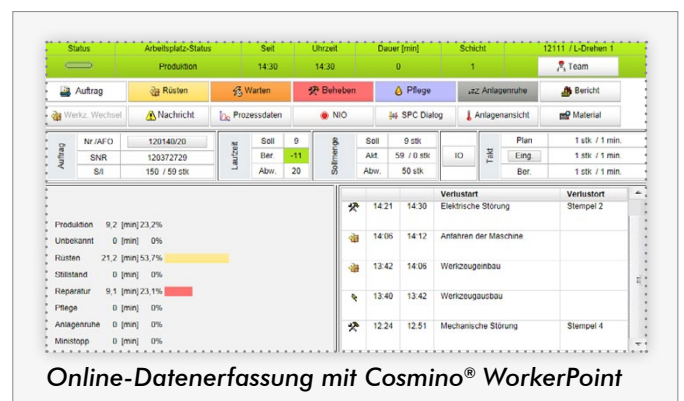 Status Arbeitsplatz-Status Seit Uhrzeit Dauer [min] Schicht 12111 / L-Drehen 1
Produktion 14:30 14:30 0 1 Team
Auftrag Rüsten Warten Beheben Pflege Anlagenruhe Bericht
Werkz. Wechsel Nachricht Prozessdaten NIO SPC Dialog Anlagenansicht Material
Auftrag Nr./AFO 120140/20 Laufzeit Soll 9 Sollmenge Soll 9 stk IO Takt Plan 1 stk / 1 min.
SNR 120372729 Ber. -11 Akt. 59 / 0 stk Eing. 1 stk / 1 min.
S/I 150 / 59 stk Abw. 20 Abw. 50 stk Ber. 1 stk / 1 min.
Produktion 9,2 [min] 23,2%
Unbekannt 0 [min] 0%
Rüsten 21,2 [min] 53,7%
Stillstand 0 [min] 0%
Reparatur 9,1 [min] 23,1%
Pflege 0 [min] 0%
Anlagenruhe 0 [min] 0%
Ministopp 0 [min] 0%
Verlustart Verlustort
14:21 14:30 Elektrische Störung Stempel 2
14:06 14:12 Anfahren der Maschine
13:42 14:06 Werkzeugeinbau
13:40 13:42 Werkzeugausbau
12:24 12:51 Mechanische Störung Stempel 4
Online-Datenerfassung mit Cosmino® WorkerPoint